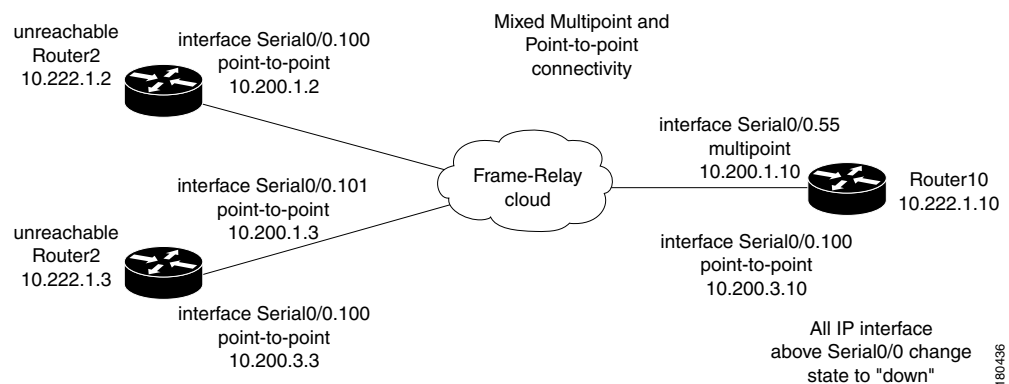 Mixed Multipoint and
Point-to-point
connectivity
unreachable
Router2
10.222.1.2
interface Serial0/0.100
point-to-point
10.200.1.2
interface Serial0/0.55
multipoint
10.200.1.10
Frame-Relay
cloud
Router10
10.222.1.10
interface Serial0/0.101
point-to-point
10.200.1.3
unreachable
Router2
10.222.1.3
interface Serial0/0.100
point-to-point
10.200.3.10
interface Serial0/0.100
point-to-point
10.200.3.3
All IP interface
above Serial0/0 change
state to "down"
180436